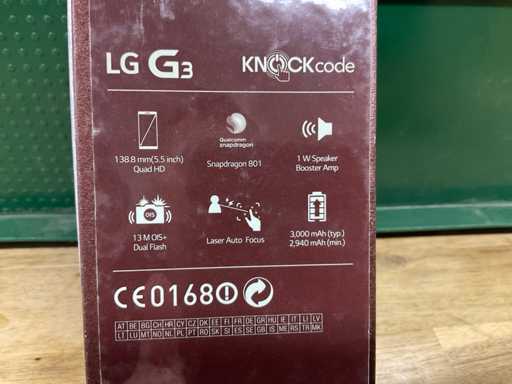 LG G3
KNOCK code
138.8 mm(5.5 inch)
Quad HD
Qualcomm
snapdragon
Snapdragon 801
1 W Speaker
Booster Amp
OIS
13 M OIS+
Dual Flash
Laser Auto Focus
3,000 mAh (typ.)
2,940 mAh (min.)
CE0168
AT BE BG CH HR CY CZ DK EE FI FR DE GR HU IE IT LI LV
LT LU MT NO NL PL PT RO SK SI ES SE GB IS ME RS TR MK